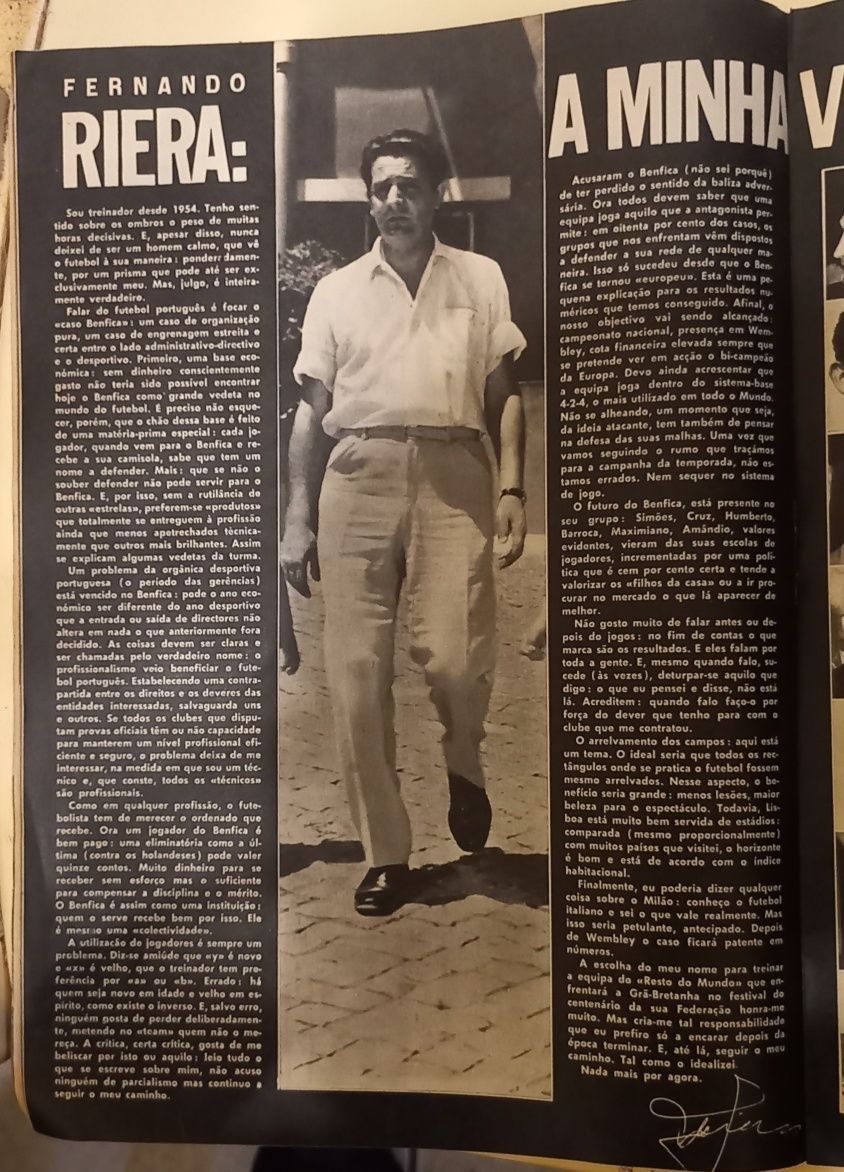 FERNANDO
RIERA:
Sou treinador desde 1954. Tenho sen-
tido sobre os ombros o peso de muitas
horas decisivas. E, apesar disso, nunca
deixei de ser um homem calmo, que vê
o futebol à sua maneira: ponderadamen-
te, por um prisma que pode até ser ex-
clusivamente meu. Mas, julgo, é inteira-
mente verdadeiro.
Falar do futebol português é focar o
«caso Benfica»: um caso de organização
pura, um caso de engrenagem estreita e
certa entre o lado administrativo-directivo
e o desportivo. Primeiro, uma base eco-
nómica: sem dinheiro conscientemente
gasto não teria sido possível encontrar
hoje o Benfica como grande vedeta no
mundo do futebol. É preciso não esque-
cer, porém, que o chão dessa base é feito
de uma matéria-prima especial: cada jo-
gador, quando vem para o Benfica e re-
cebe a sua camisola, sabe que tem um
nome a defender. Mais: que se não o
souber defender não pode servir para o
Benfica. E, por isso, sem a rutilância de
outras «estrelas», preferem-se «produtos»
que totalmente se entreguem à profissão
ainda que menos apetrechados técnica-
mente que outros mais brilhantes. Assim
se explicam algumas vedetas da turma.
Um problema da orgânica desportiva
portuguesa (o período das gerências)
está vencido no Benfica: pode o ano eco-
nómico ser diferente do ano desportivo
que a entrada ou saída de directores não
altera em nada o que anteriormente fora
decidido. As coisas devem ser claras e
ser chamadas pelo verdadeiro nome: o
profissionalismo veio beneficiar o fute-
bol português. Estabelecendo uma contra-
partida entre os direitos e os deveres das
entidades interessadas, salvaguarda uns
e outros. Se todos os clubes que dispu-
tam provas oficiais têm ou não capacidade
para manterem um nível profissional efi-
ciente e seguro, o problema deixa de me
interessar, na medida em que sou um téc-
nico e, que conste, todos os «técnicos»
são profissionais.
Como em qualquer profissão, o fute-
bolista tem de merecer o ordenado que
recebe. Ora um jogador do Benfica é
bem pago: uma eliminatória como a úl-
tima (contra os holandeses) pode valer
quinze contos. Muito dinheiro para se
receber sem esforço mas o suficiente
para compensar a disciplina e o mérito.
O Benfica é assim como uma instituição:
quem o serve recebe bem por isso. Ele
é mesmo uma «colectividade».
A utilização de jogadores é sempre um
problema. Diz-se amiúde que «y» é novo
e «x» é velho, que o treinador tem pre-
ferência por «a» ou «b». Errado: há
quem seja novo em idade e velho em es-
pírito, como existe o inverso. E, salvo erro,
ninguém gosta de perder deliberadamen-
te, metendo no «team» quem não o me-
reça. A crítica, certa crítica, gosta de me
beliscar por isto ou aquilo: leio tudo o
que se escreve sobre mim, não acuso
ninguém de parcialismo mas continuo a
seguir o meu caminho.
A MINHA V
Acusaram o Benfica (não sei porquê)
de ter perdido o sentido da baliza adver-
sária. Ora todos devem saber que uma
equipa joga aquilo que a antagonista per-
mite: em oitenta por cento dos casos, os
grupos que nos enfrentam vêm dispostos
a defender a sua rede de qualquer ma-
neira. Isso só sucedeu desde que o Ben-
fica se tornou «europeu». Esta é uma pe-
quena explicação para os resultados nu-
méricos que temos conseguido. Afinal, o
nosso objectivo vai sendo alcançado:
campeonato nacional, presença em Wem-
bley, cota financeira elevada sempre que
se pretende ver em acção o bi-campeão
da Europa. Devo ainda acrescentar que
a equipa joga dentro do sistema-base
4-2-4, o mais utilizado em todo o Mundo.
Não se alheando, um momento que seja,
da ideia atacante, tem também de pensar
na defesa das suas malhas. Uma vez que
vamos seguindo o rumo que traçámos
para a campanha da temporada, não es-
tamos errados. Nem sequer no sistema
de jogo.
O futuro do Benfica, está presente no
seu grupo: Simões, Cruz, Humberto,
Barroca, Maximiano, Amândio, valores
evidentes, vieram das suas escolas de
jogadores, incrementadas por uma polí-
tica que é cem por cento certa e tende a
valorizar os «filhos da casa» ou a ir pro-
curar no mercado o que lá aparecer de
melhor.
Não gosto muito de falar antes ou de-
pois do jogos: no fim de contas o que
marca são os resultados. E eles falam por
toda a gente. E, mesmo quando falo, su-
cede (às vezes), deturpar-se aquilo que
digo: o que eu pensei e disse, não está
lá. Acreditem: quando falo faço-o por
força do dever que tenho para com o
clube que me contratou.
O arrelvamento dos campos: aqui está
um tema. O ideal seria que todos os rec-
tângulos onde se pratica o futebol fossem
mesmo arrelvados. Nesse aspecto, o be-
nefício seria grande: menos lesões, maior
beleza para o espectáculo. Todavia, Lis-
boa está muito bem servida de estádios:
comparada (mesmo proporcionalmente)
com muitos países que visitei, o horizonte
é bom e está de acordo com o índice
habitacional.
Finalmente, eu poderia dizer qualquer
coisa sobre o Milão: conheço o futebol
italiano e sei o que vale realmente. Mas
isso seria petulante, antecipado. Depois
de Wembley o caso ficará patente em
números.
A escolha do meu nome para treinar
a equipa do «Resto do Mundo» que en-
frentará a Grã-Bretanha no festival do
centenário da sua Federação honra-me
muito. Mas cria-me tal responsabilidade
que eu prefiro só a encarar depois da
época terminar. E, até lá, seguir o meu
caminho. Tal como o idealizei.
Nada mais por agora.